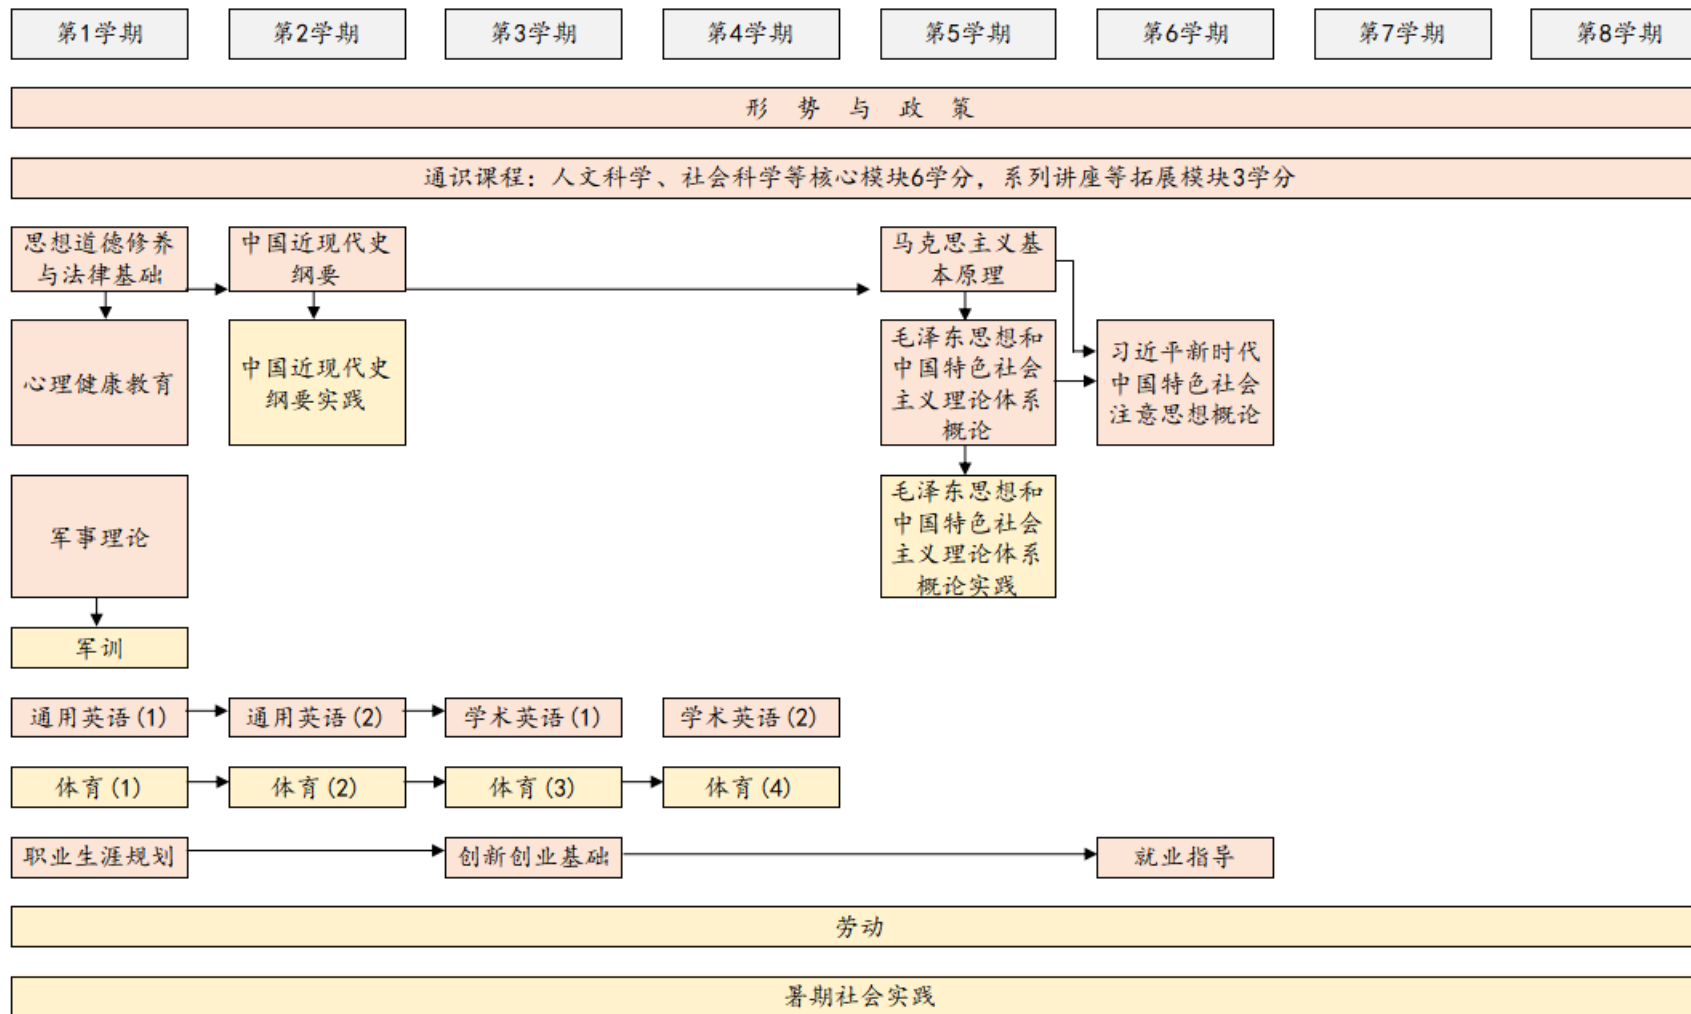 第1学期
第2学期
第3学期
第4学期
第5学期
第6学期
第7学期
第8学期
形 势 与 政 策
通识课程：人文科学、社会科学等核心模块6学分，系列讲座等拓展模块3学分
思想道德修养
与法律基础
中国近现代史
纲要
马克思主义基
本原理
心理健康教育
中国近现代史
纲要实践
毛泽东思想和
中国特色社会
主义理论体系
概论
习近平新时代
中国特色社会
注意思想概论
军事理论
毛泽东思想和
中国特色社会
主义理论体系
概论实践
军训
通用英语(1)
通用英语(2)
学术英语(1)
学术英语(2)
体育(1)
体育(2)
体育(3)
体育(4)
职业生涯规划
创新创业基础
就业指导
劳动
暑期社会实践